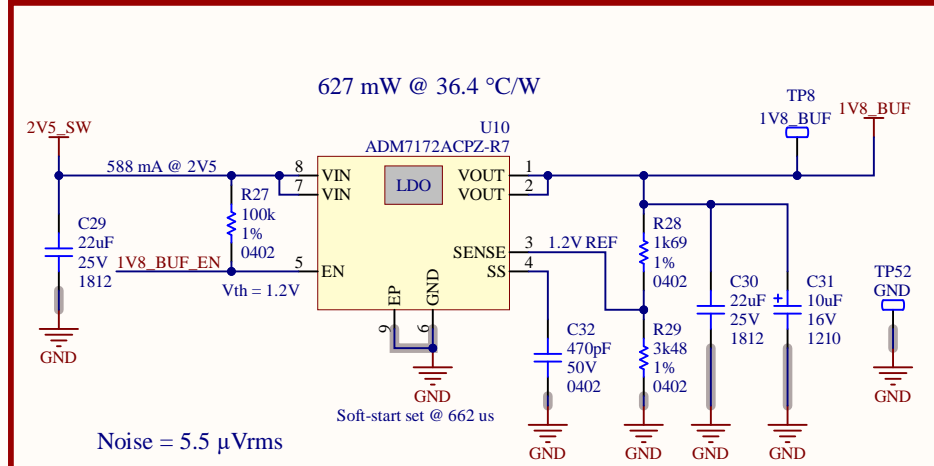 627 mW @ 36.4 °C/W
2V5_SW
588 mA @ 2V5
C29
22uF
25V
1812
GND
R27
100k
1%
0402
1V8_BUF_EN
Vth = 1.2V
U10
ADM7172ACPZ-R7
LDO
8 VIN
7 VIN
5 EN
VOUT 1
VOUT 2
SENSE 3
SS 4
EP 9
GND 6
GND
Soft-start set @ 662 us
1.2V REF
C32
470pF
50V
0402
GND
R28
1k69
1%
0402
R29
3k48
1%
0402
GND
C30
22uF
25V
1812
GND
C31
+
10uF
16V
1210
GND
TP8
1V8_BUF
1V8_BUF
TP52
GND
GND
Noise = 5.5 µVrms